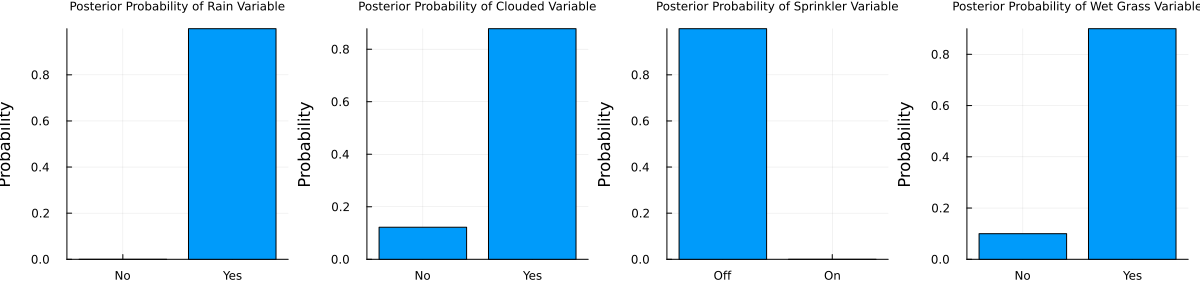 Posterior Probability of Rain Variable
Probability
0.8
0.6
0.4
0.2
0.0
No Yes
Posterior Probability of Clouded Variable
Probability
0.8
0.6
0.4
0.2
0.0
No Yes
Posterior Probability of Sprinkler Variable
Probability
0.8
0.6
0.4
0.2
0.0
Off On
Posterior Probability of Wet Grass Variable
Probability
0.8
0.6
0.4
0.2
0.0
No Yes